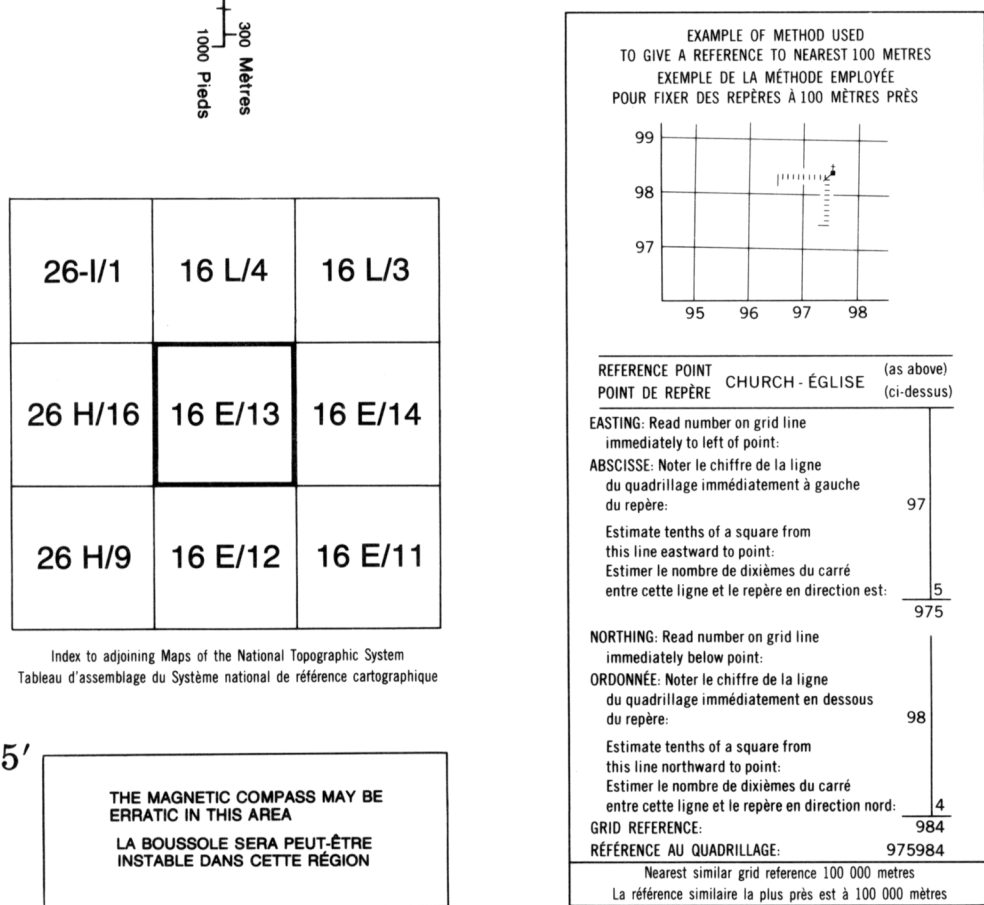 300 Mètres
1000 Pieds
26-I/1 16 L/4 16 L/3
26 H/16 16 E/13 16 E/14
26 H/9 16 E/12 16 E/11
Index to adjoining Maps of the National Topographic System
Tableau d'assemblage du Système national de référence cartographique
5′
THE MAGNETIC COMPASS MAY BE
ERRATIC IN THIS AREA
LA BOUSSOLE SERA PEUT-ÊTRE
INSTABLE DANS CETTE RÉGION
EXAMPLE OF METHOD USED
TO GIVE A REFERENCE TO NEAREST 100 METRES
EXEMPLE DE LA MÉTHODE EMPLOYÉE
POUR FIXER DES REPÈRES À 100 MÈTRES PRÈS
99
98
97
95 96 97 98
REFERENCE POINT
POINT DE REPÈRE
CHURCH - ÉGLISE
(as above)
(ci-dessus)
EASTING: Read number on grid line
immediately to left of point:
ABSCISSE: Noter le chiffre de la ligne
du quadrillage immédiatement à gauche
du repère: 97
Estimate tenths of a square from
this line eastward to point:
Estimer le nombre de dixièmes du carré
entre cette ligne et le repère en direction est: 5
975
NORTHING: Read number on grid line
immediately below point:
ORDONNÉE: Noter le chiffre de la ligne
du quadrillage immédiatement en dessous
du repère: 98
Estimate tenths of a square from
this line northward to point:
Estimer le nombre de dixièmes du carré
entre cette ligne et le repère en direction nord: 4
GRID REFERENCE: 984
RÉFÉRENCE AU QUADRILLAGE: 975984
Nearest similar grid reference 100 000 metres
La référence similaire la plus près est à 100 000 mètres